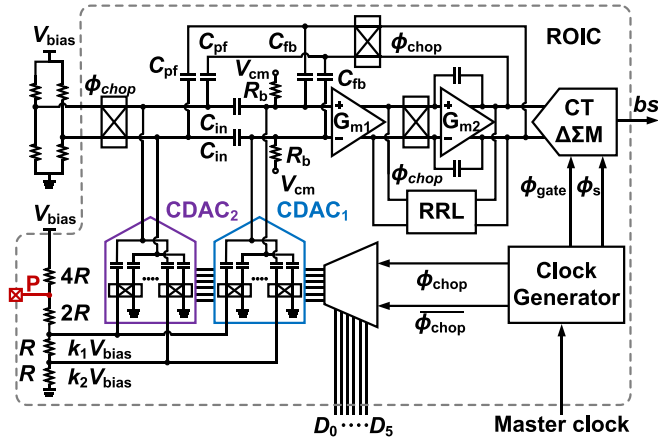 V_bias
C_pf
C_pf
C_fb
ϕ_chop
ROIC
ϕ_chop
V_cm
R_b
C_fb
C_in
C_in
+
−
G_m1
+
−
G_m2
CT
ΔΣM
bs
R_b
V_cm
ϕ_chop
RRL
ϕ_gate
ϕ_s
V_bias
CDAC_2
CDAC_1
P
4R
2R
R
k_1V_bias
R
k_2V_bias
ϕ_chop
\overline{ϕ_chop}
Clock
Generator
D_0 ····· D_5
Master clock